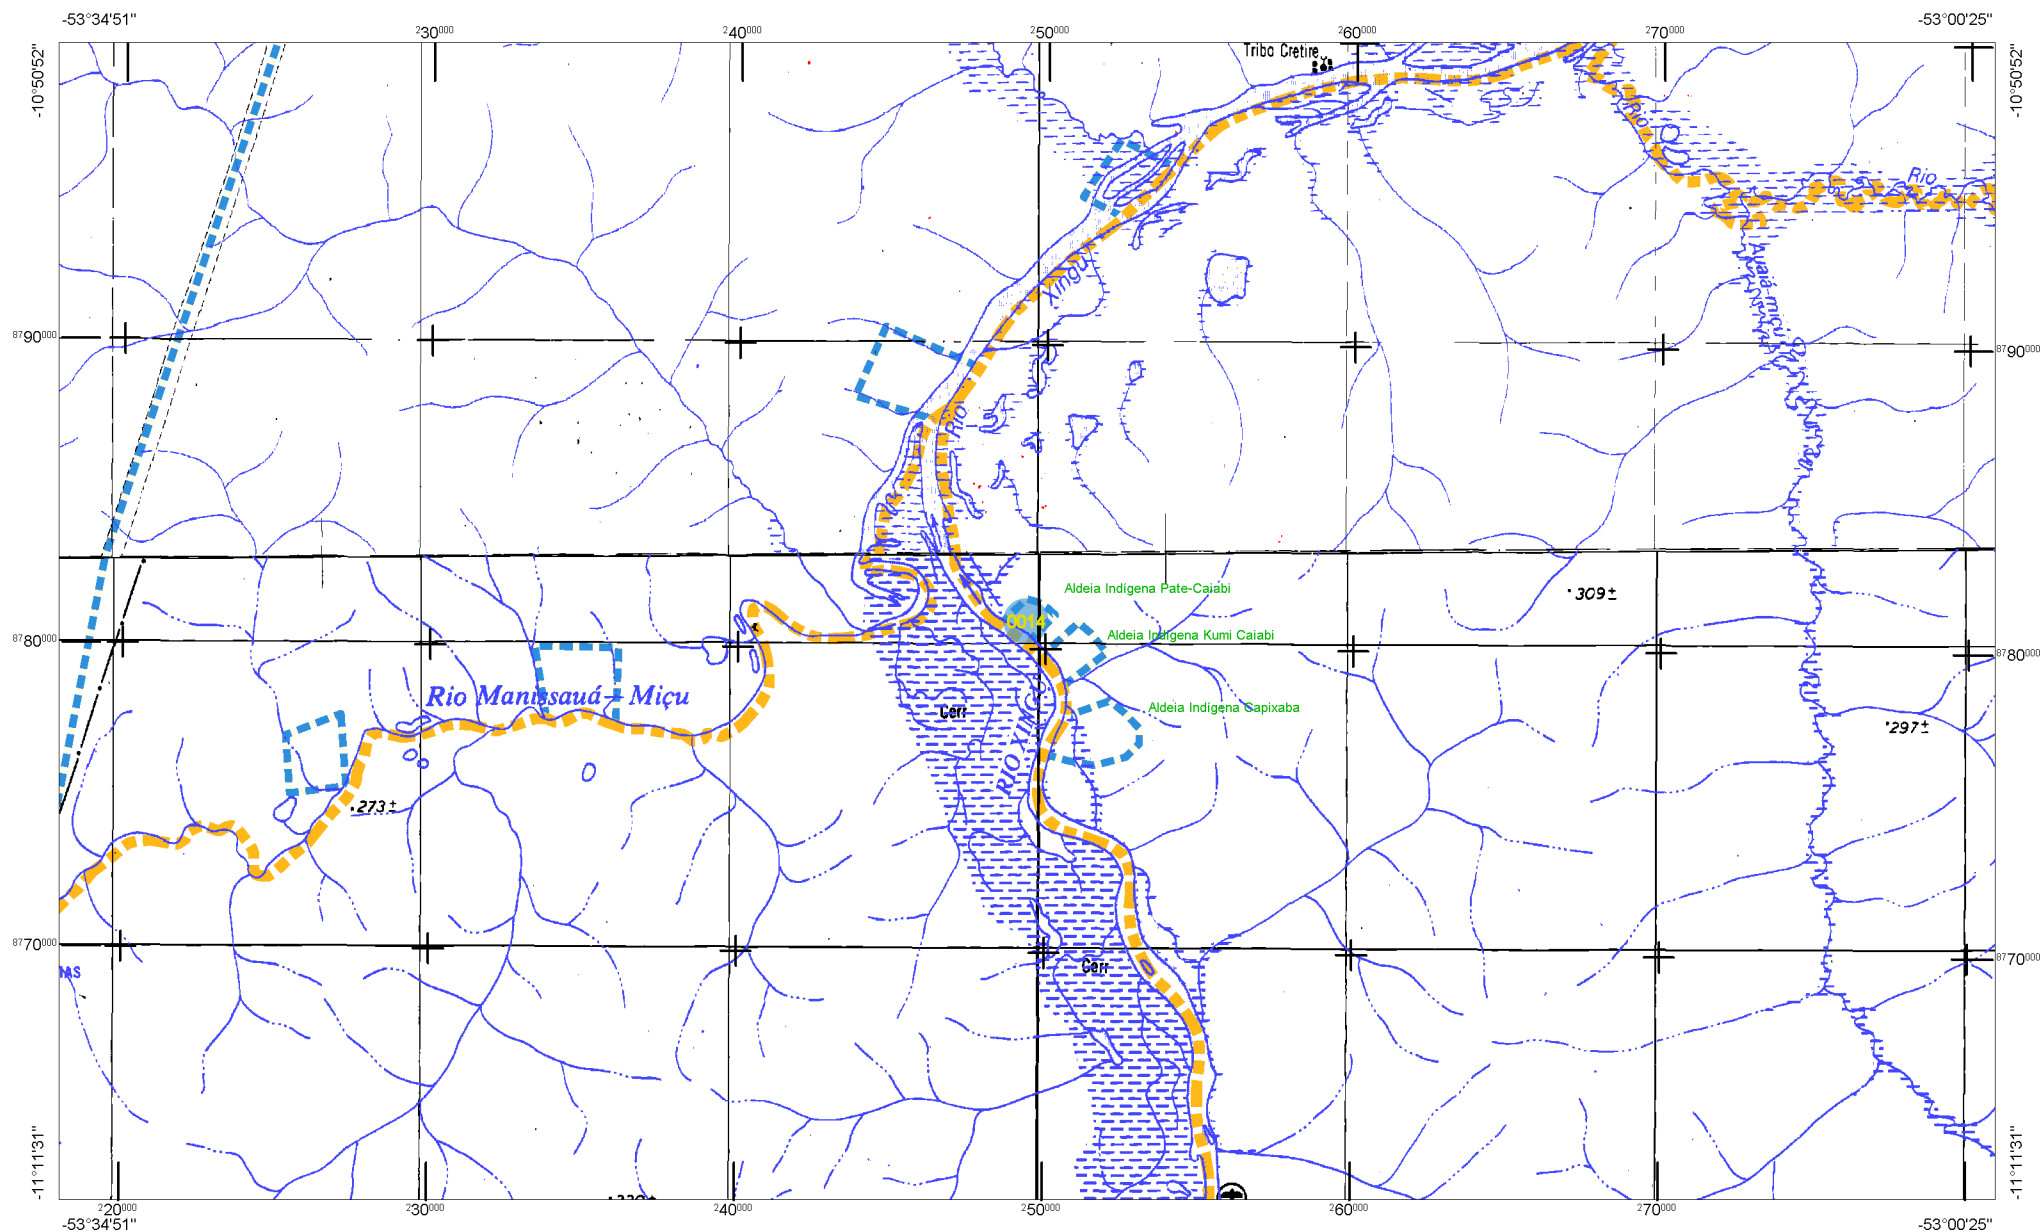 -53°34'51" -53°00'25"
²30⁰⁰⁰ ²40⁰⁰⁰ ²50⁰⁰⁰ ²60⁰⁰⁰ ²70⁰⁰⁰
-10°50'52" -10°50'52"
Tribo Cretire
Rio
Rio
Xingu
Auaiá-miçu
⁸⁷90⁰⁰⁰ ⁸⁷90⁰⁰⁰
Rio
Aldeia Indígena Pate-Caiabi
309±
0014
Aldeia Indígena Kumi Caiabi
⁸⁷80⁰⁰⁰ ⁸⁷80⁰⁰⁰
Rio Manissauá-Miçu
Cerr
RIO XINGU
Aldeia Indígena Capixaba
297±
273±
⁸⁷70⁰⁰⁰ ⁸⁷70⁰⁰⁰
Cerr
-11°11'31" -11°11'31"
²20⁰⁰⁰ ²30⁰⁰⁰ ²40⁰⁰⁰ ²50⁰⁰⁰ ²60⁰⁰⁰ ²70⁰⁰⁰
-53°34'51" -53°00'25"